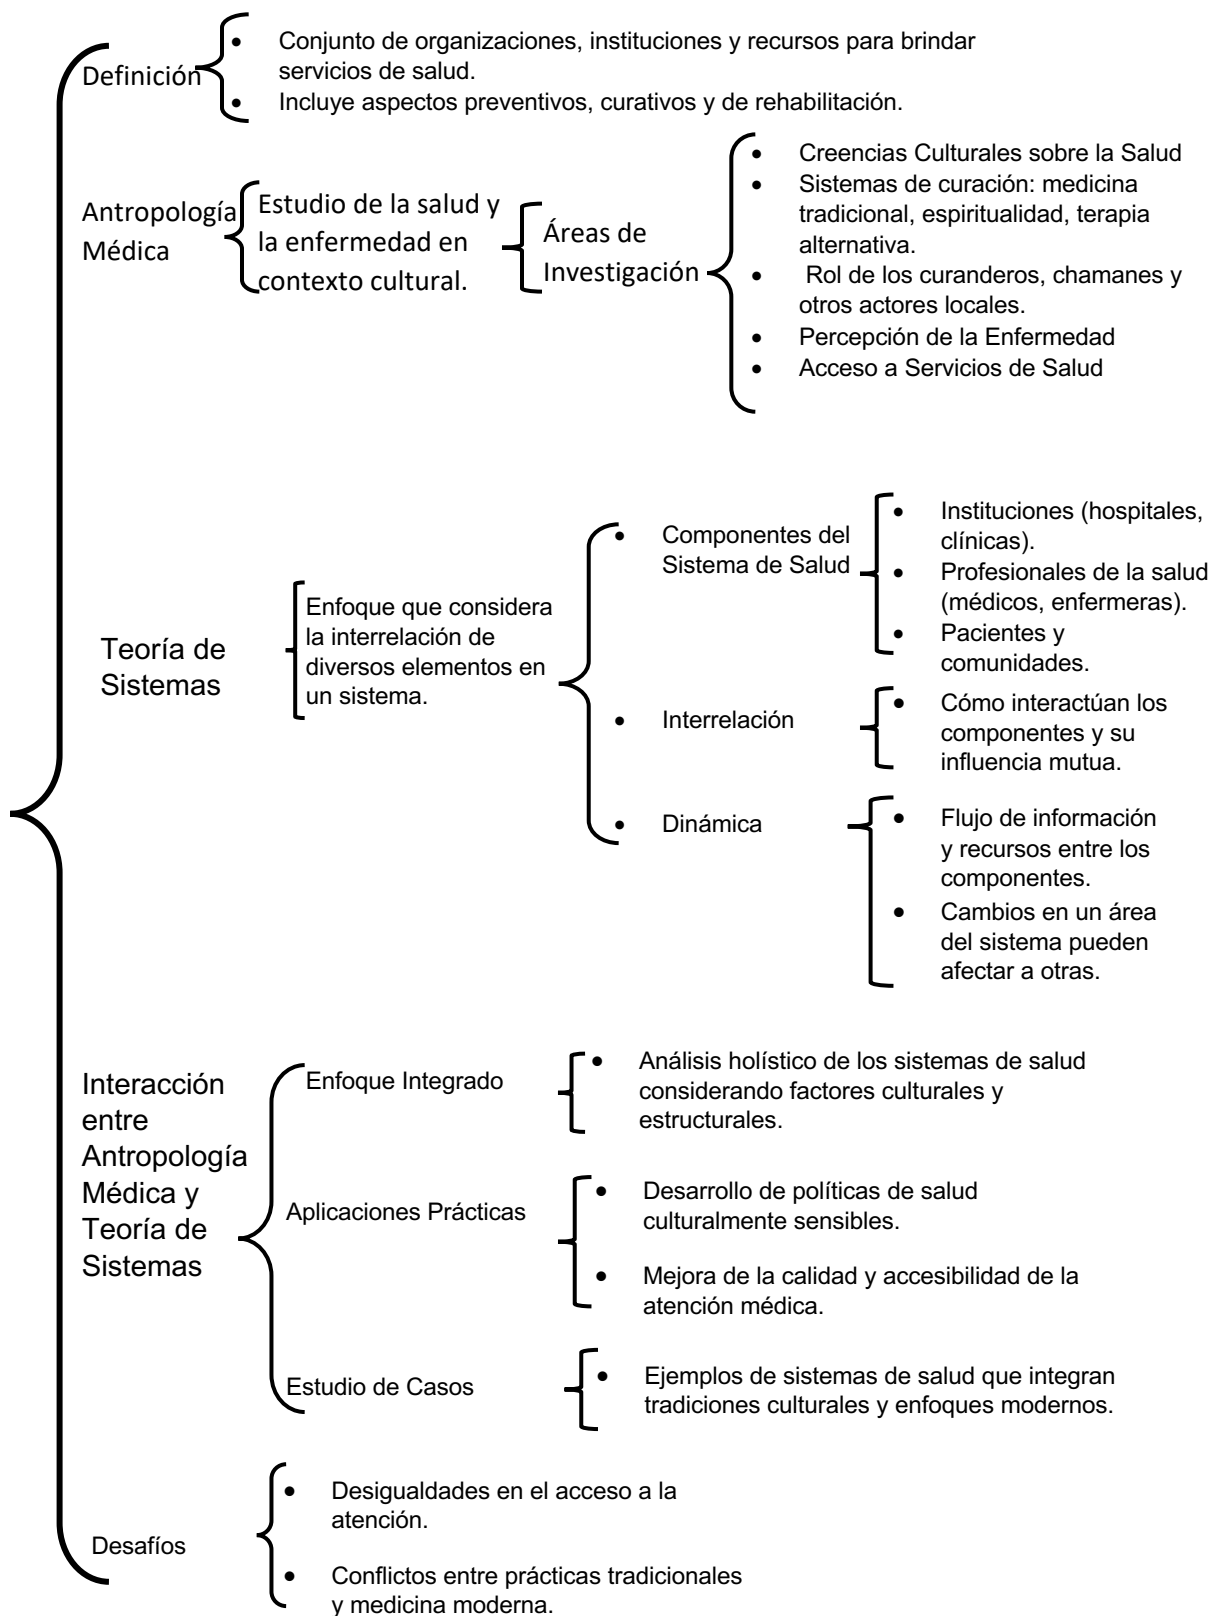 Definición
• Conjunto de organizaciones, instituciones y recursos para brindar
servicios de salud.
• Incluye aspectos preventivos, curativos y de rehabilitación.
Antropología
Médica
Estudio de la salud y
la enfermedad en
contexto cultural.
Áreas de
Investigación
• Creencias Culturales sobre la Salud
• Sistemas de curación: medicina
tradicional, espiritualidad, terapia
alternativa.
• Rol de los curanderos, chamanes y
otros actores locales.
• Percepción de la Enfermedad
• Acceso a Servicios de Salud
Teoría de
Sistemas
Enfoque que considera
la interrelación de
diversos elementos en
un sistema.
• Componentes del
Sistema de Salud
• Instituciones (hospitales,
clínicas).
• Profesionales de la salud
(médicos, enfermeras).
• Pacientes y
comunidades.
• Interrelación
• Cómo interactúan los
componentes y su
influencia mutua.
• Dinámica
• Flujo de información
y recursos entre los
componentes.
• Cambios en un área
del sistema pueden
afectar a otras.
Interacción
entre
Antropología
Médica y
Teoría de
Sistemas
Enfoque Integrado
• Análisis holístico de los sistemas de salud
considerando factores culturales y
estructurales.
Aplicaciones Prácticas
• Desarrollo de políticas de salud
culturalmente sensibles.
• Mejora de la calidad y accesibilidad de la
atención médica.
Estudio de Casos
• Ejemplos de sistemas de salud que integran
tradiciones culturales y enfoques modernos.
Desafíos
• Desigualdades en el acceso a la
atención.
• Conflictos entre prácticas tradicionales
y medicina moderna.